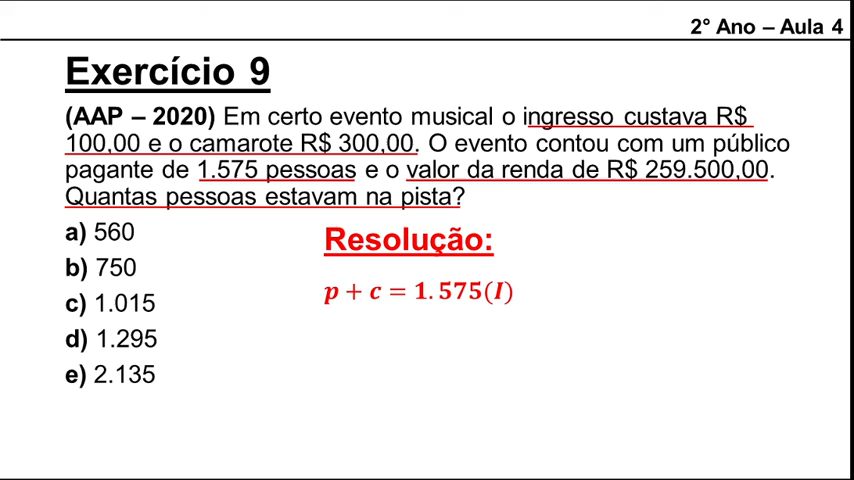 2° Ano – Aula 4
Exercício 9
(AAP – 2020) Em certo evento musical o ingresso custava R$
100,00 e o camarote R$ 300,00. O evento contou com um público
pagante de 1.575 pessoas e o valor da renda de R$ 259.500,00.
Quantas pessoas estavam na pista?
a) 560
b) 750
c) 1.015
d) 1.295
e) 2.135
Resolução:
p + c = 1.575(I)